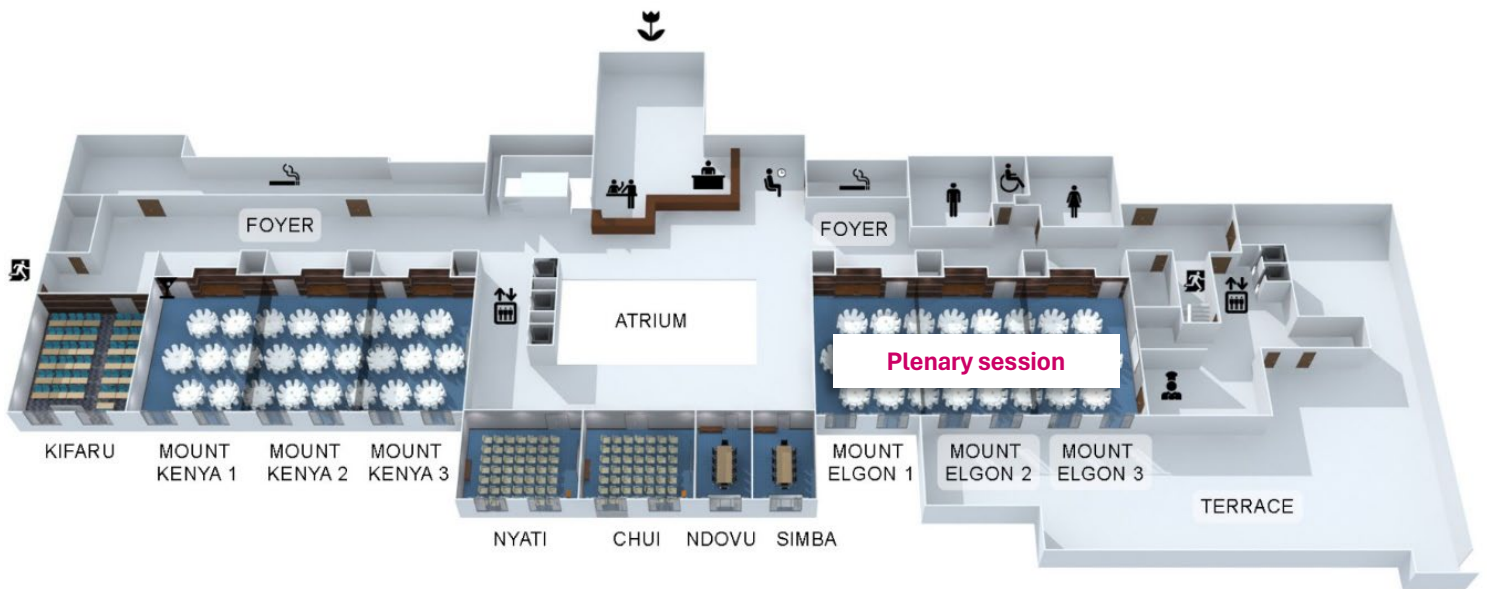 FOYER
FOYER
ATRIUM
Plenary session
KIFARU
MOUNT
KENYA 1
MOUNT
KENYA 2
MOUNT
KENYA 3
MOUNT
ELGON 1
MOUNT
ELGON 2
MOUNT
ELGON 3
TERRACE
NYATI
CHUI
NDOVU
SIMBA